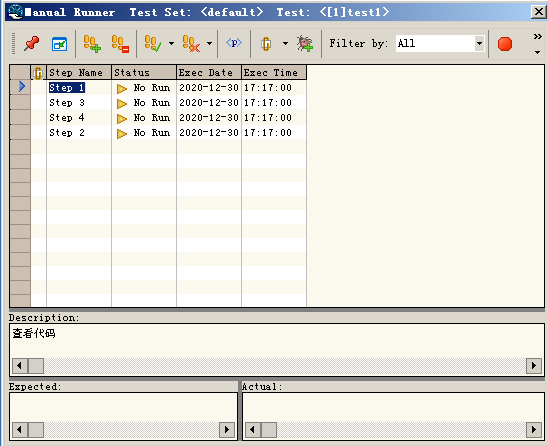 Manual Runner Test Set: <default> Test: <[1]test1>
Filter by: All
Step Name Status Exec Date Exec Time
Step 1 No Run 2020-12-30 17:17:00
Step 3 No Run 2020-12-30 17:17:00
Step 4 No Run 2020-12-30 17:17:00
Step 2 No Run 2020-12-30 17:17:00
Description:
查看代码
Expected: Actual: